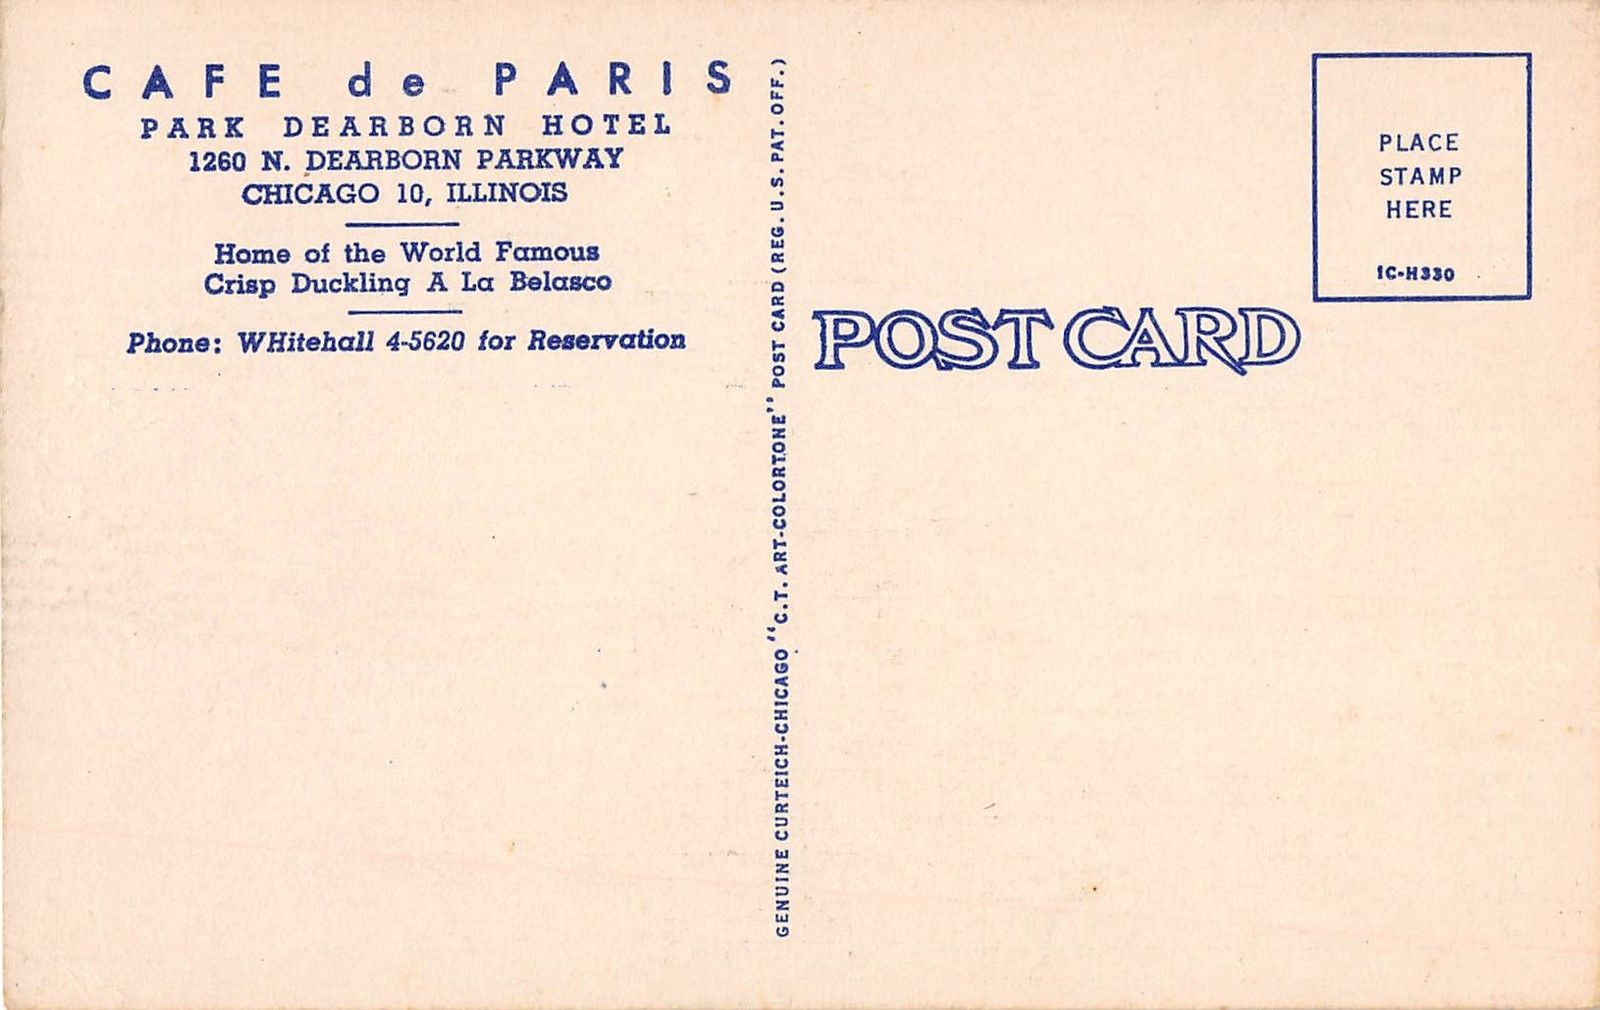 CAFE de PARIS
PARK DEARBORN HOTEL
1260 N. DEARBORN PARKWAY
CHICAGO 10, ILLINOIS
Home of the World Famous
Crisp Duckling A La Belasco
Phone: WHitehall 4-5620 for Reservation
GENUINE CURTEICH-CHICAGO "C.T. ART-COLORTONE" POST CARD (REG. U.S. PAT. OFF.)
POST CARD
PLACE
STAMP
HERE
1C-H330